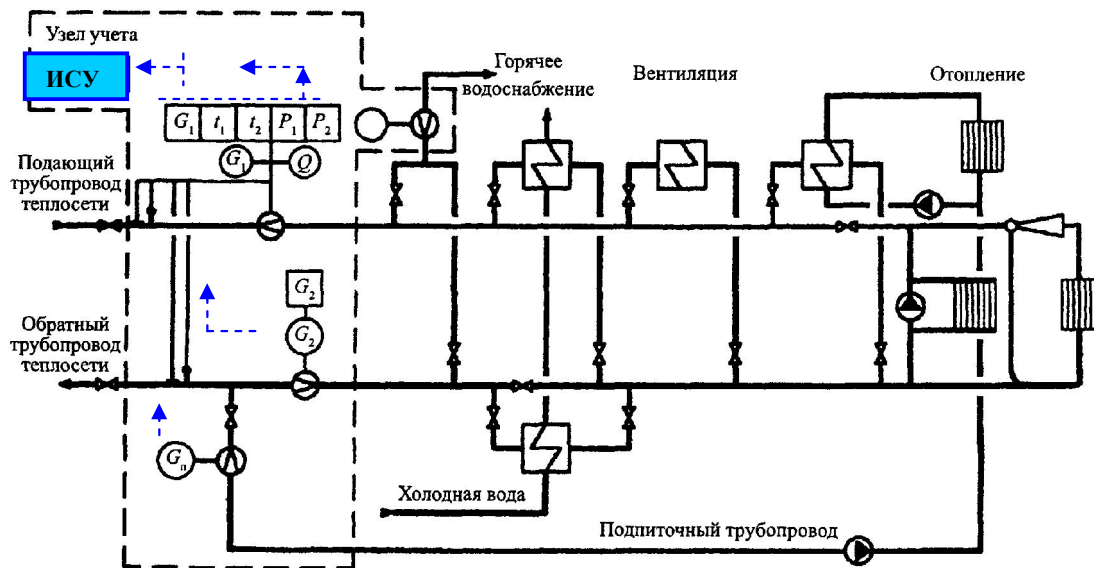 Узел учета
ИСУ
Горячее
водоснабжение
Вентиляция
Отопление
G1 t1 t2 P1 P2
G1 Q
Подающий
трубопровод
теплосети
G2
G2
Обратный
трубопровод
теплосети
Gп
Холодная вода
Подпиточный трубопровод